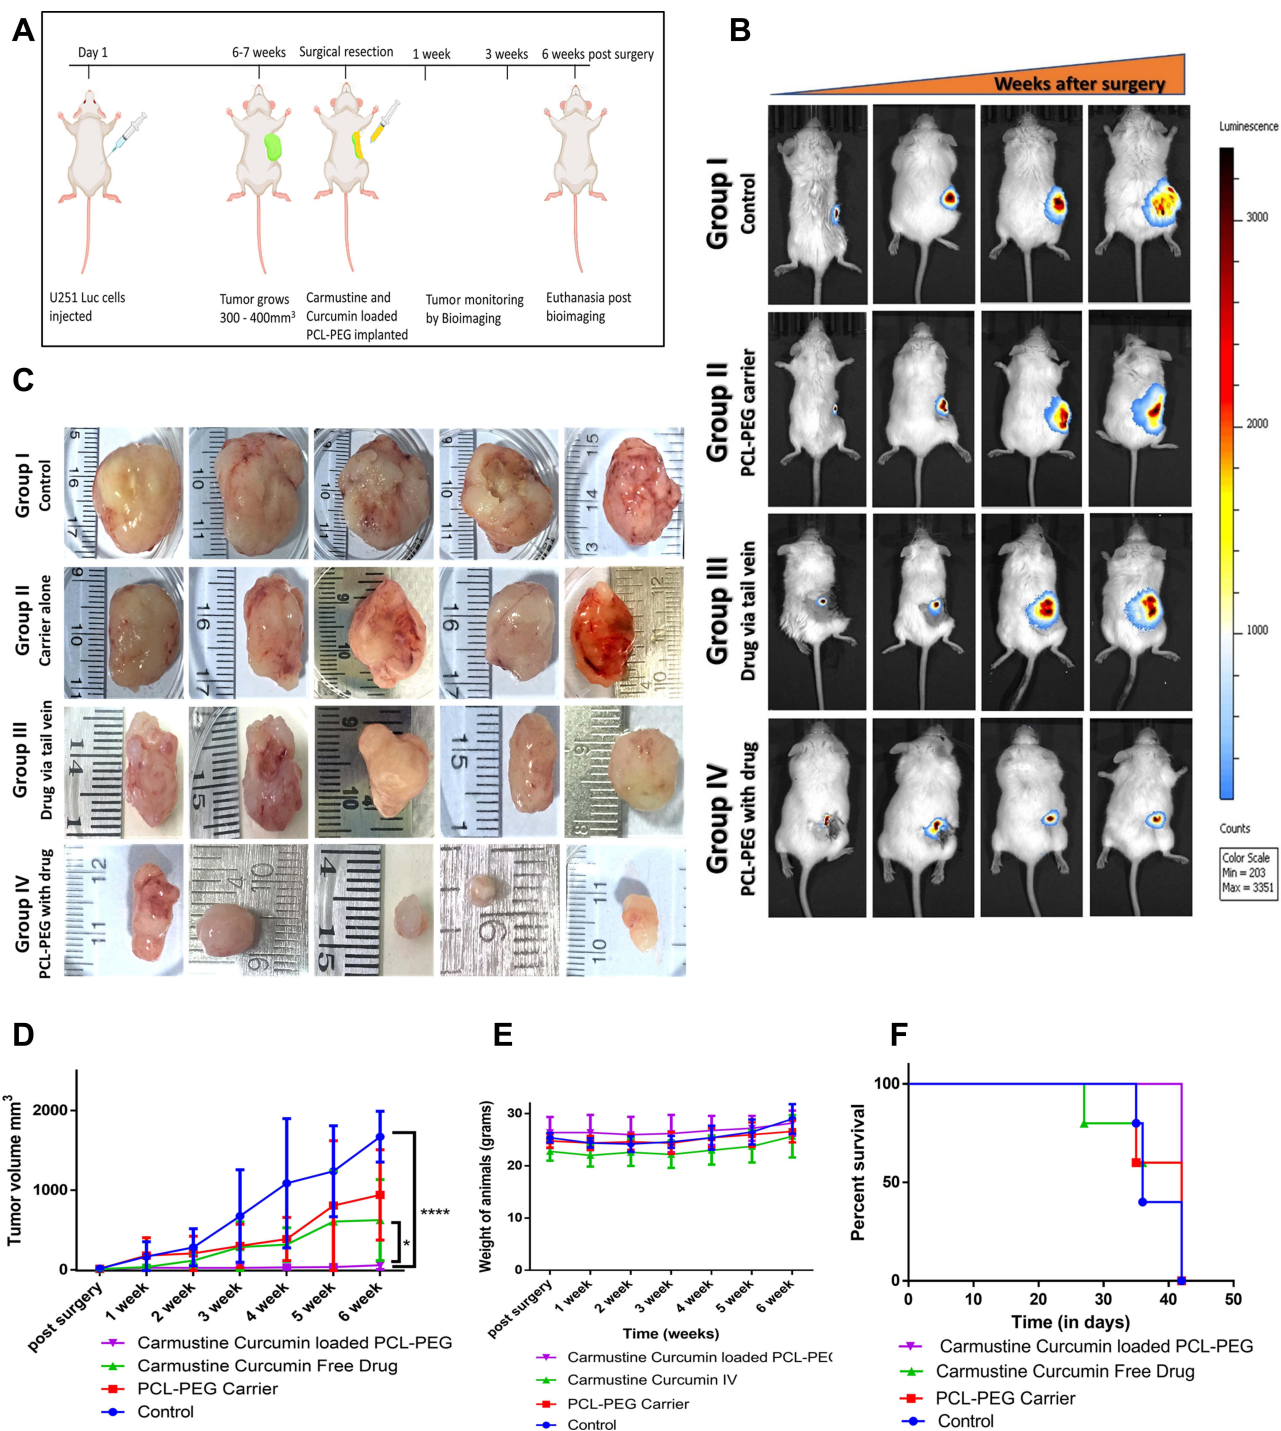 A
Day 1
6-7 weeks
Surgical resection
1 week
3 weeks
6 weeks post surgery
U251 Luc cells
injected
Tumor grows
300 - 400mm³
Carmustine and
Curcumin loaded
PCL-PEG implanted
Tumor monitoring
by Bioimaging
Euthanasia post
bioimaging
B
Weeks after surgery
Group I
Control
Group II
PCL-PEG carrier
Group III
Drug via tail vein
Group IV
PCL-PEG with drug
Luminescence
3000
2000
1000
Counts
Color Scale
Min = 203
Max = 3351
C
Group I
Control
Group II
Carrier alone
Group III
Drug via tail vein
Group IV
PCL-PEG with drug
D
Tumor volume mm³
2000
1000
0
post surgery
1 week
2 week
3 week
4 week
5 week
6 week
****
*
Carmustine Curcumin loaded PCL-PEG
Carmustine Curcumin Free Drug
PCL-PEG Carrier
Control
E
Weight of animals (grams)
30
20
10
0
post surgery
1 week
2 week
3 week
4 week
5 week
6 week
Time (weeks)
Carmustine Curcumin loaded PCL-PEC
Carmustine Curcumin IV
PCL-PEG Carrier
Control
F
Percent survival
100
50
0
0
10
20
30
40
50
Time (in days)
Carmustine Curcumin loaded PCL-PEG
Carmustine Curcumin Free Drug
PCL-PEG Carrier
Control